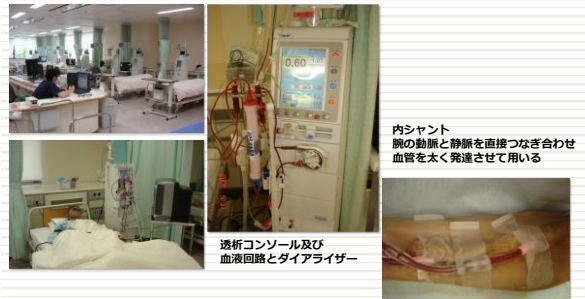 0.60
内シャント
腕の動脈と静脈を直接つなぎ合わせ
血管を太く発達させて用いる
透析コンソール及び
血液回路とダイアライザー